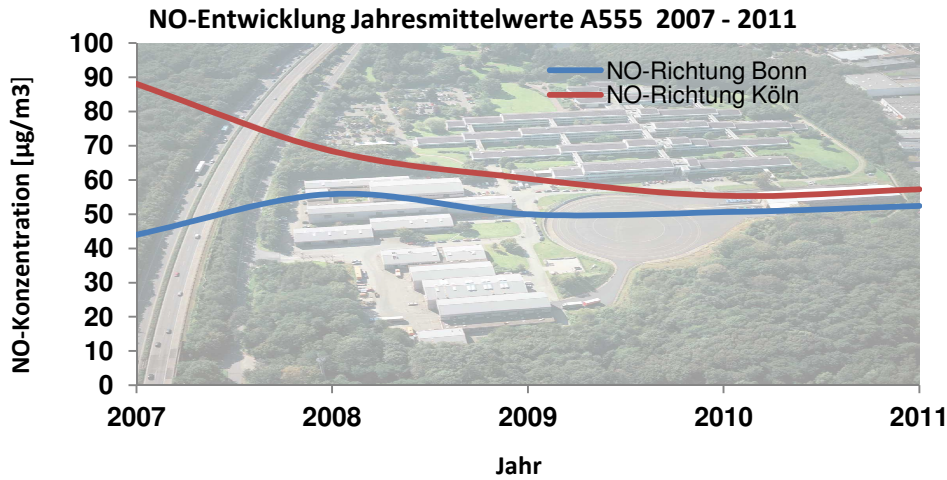 NO-Entwicklung Jahresmittelwerte A555 2007 - 2011
NO-Konzentration [µg/m3]
100
90
80
70
60
50
40
30
20
10
0
NO-Richtung Bonn
NO-Richtung Köln
2007 2008 2009 2010 2011
Jahr